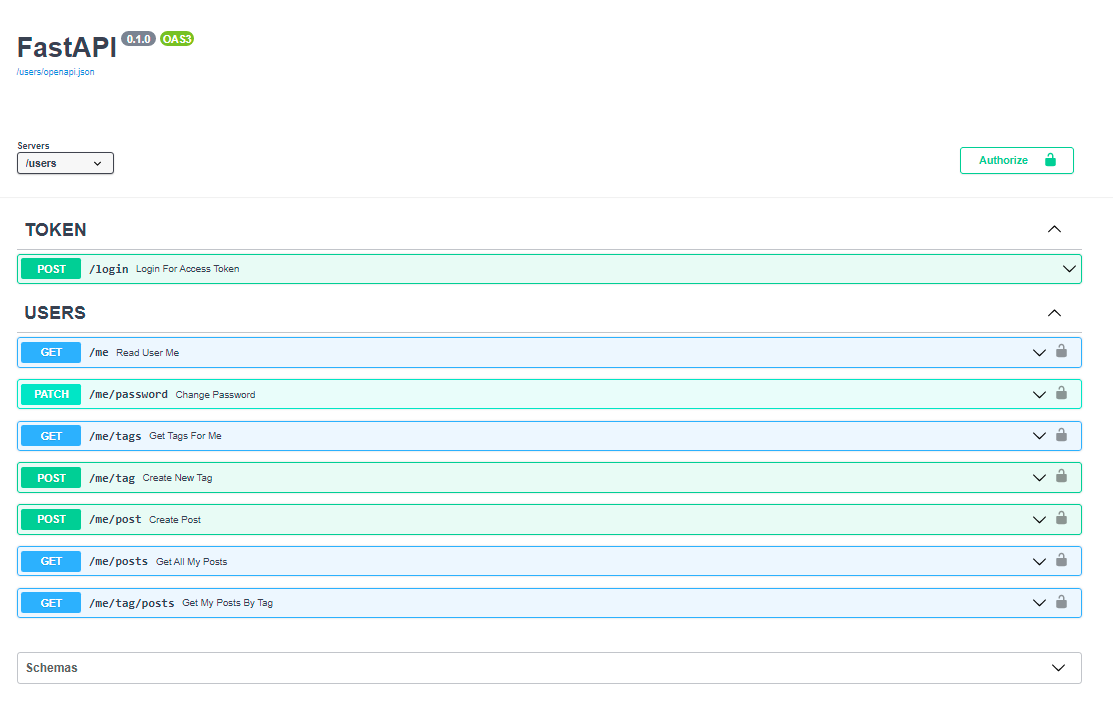 FastAPI 0.1.0 OAS3
/users/openapi.json
Servers
/users
Authorize
TOKEN
POST /login Login For Access Token
USERS
GET /me Read User Me
PATCH /me/password Change Password
GET /me/tags Get Tags For Me
POST /me/tag Create New Tag
POST /me/post Create Post
GET /me/posts Get All My Posts
GET /me/tag/posts Get My Posts By Tag
Schemas